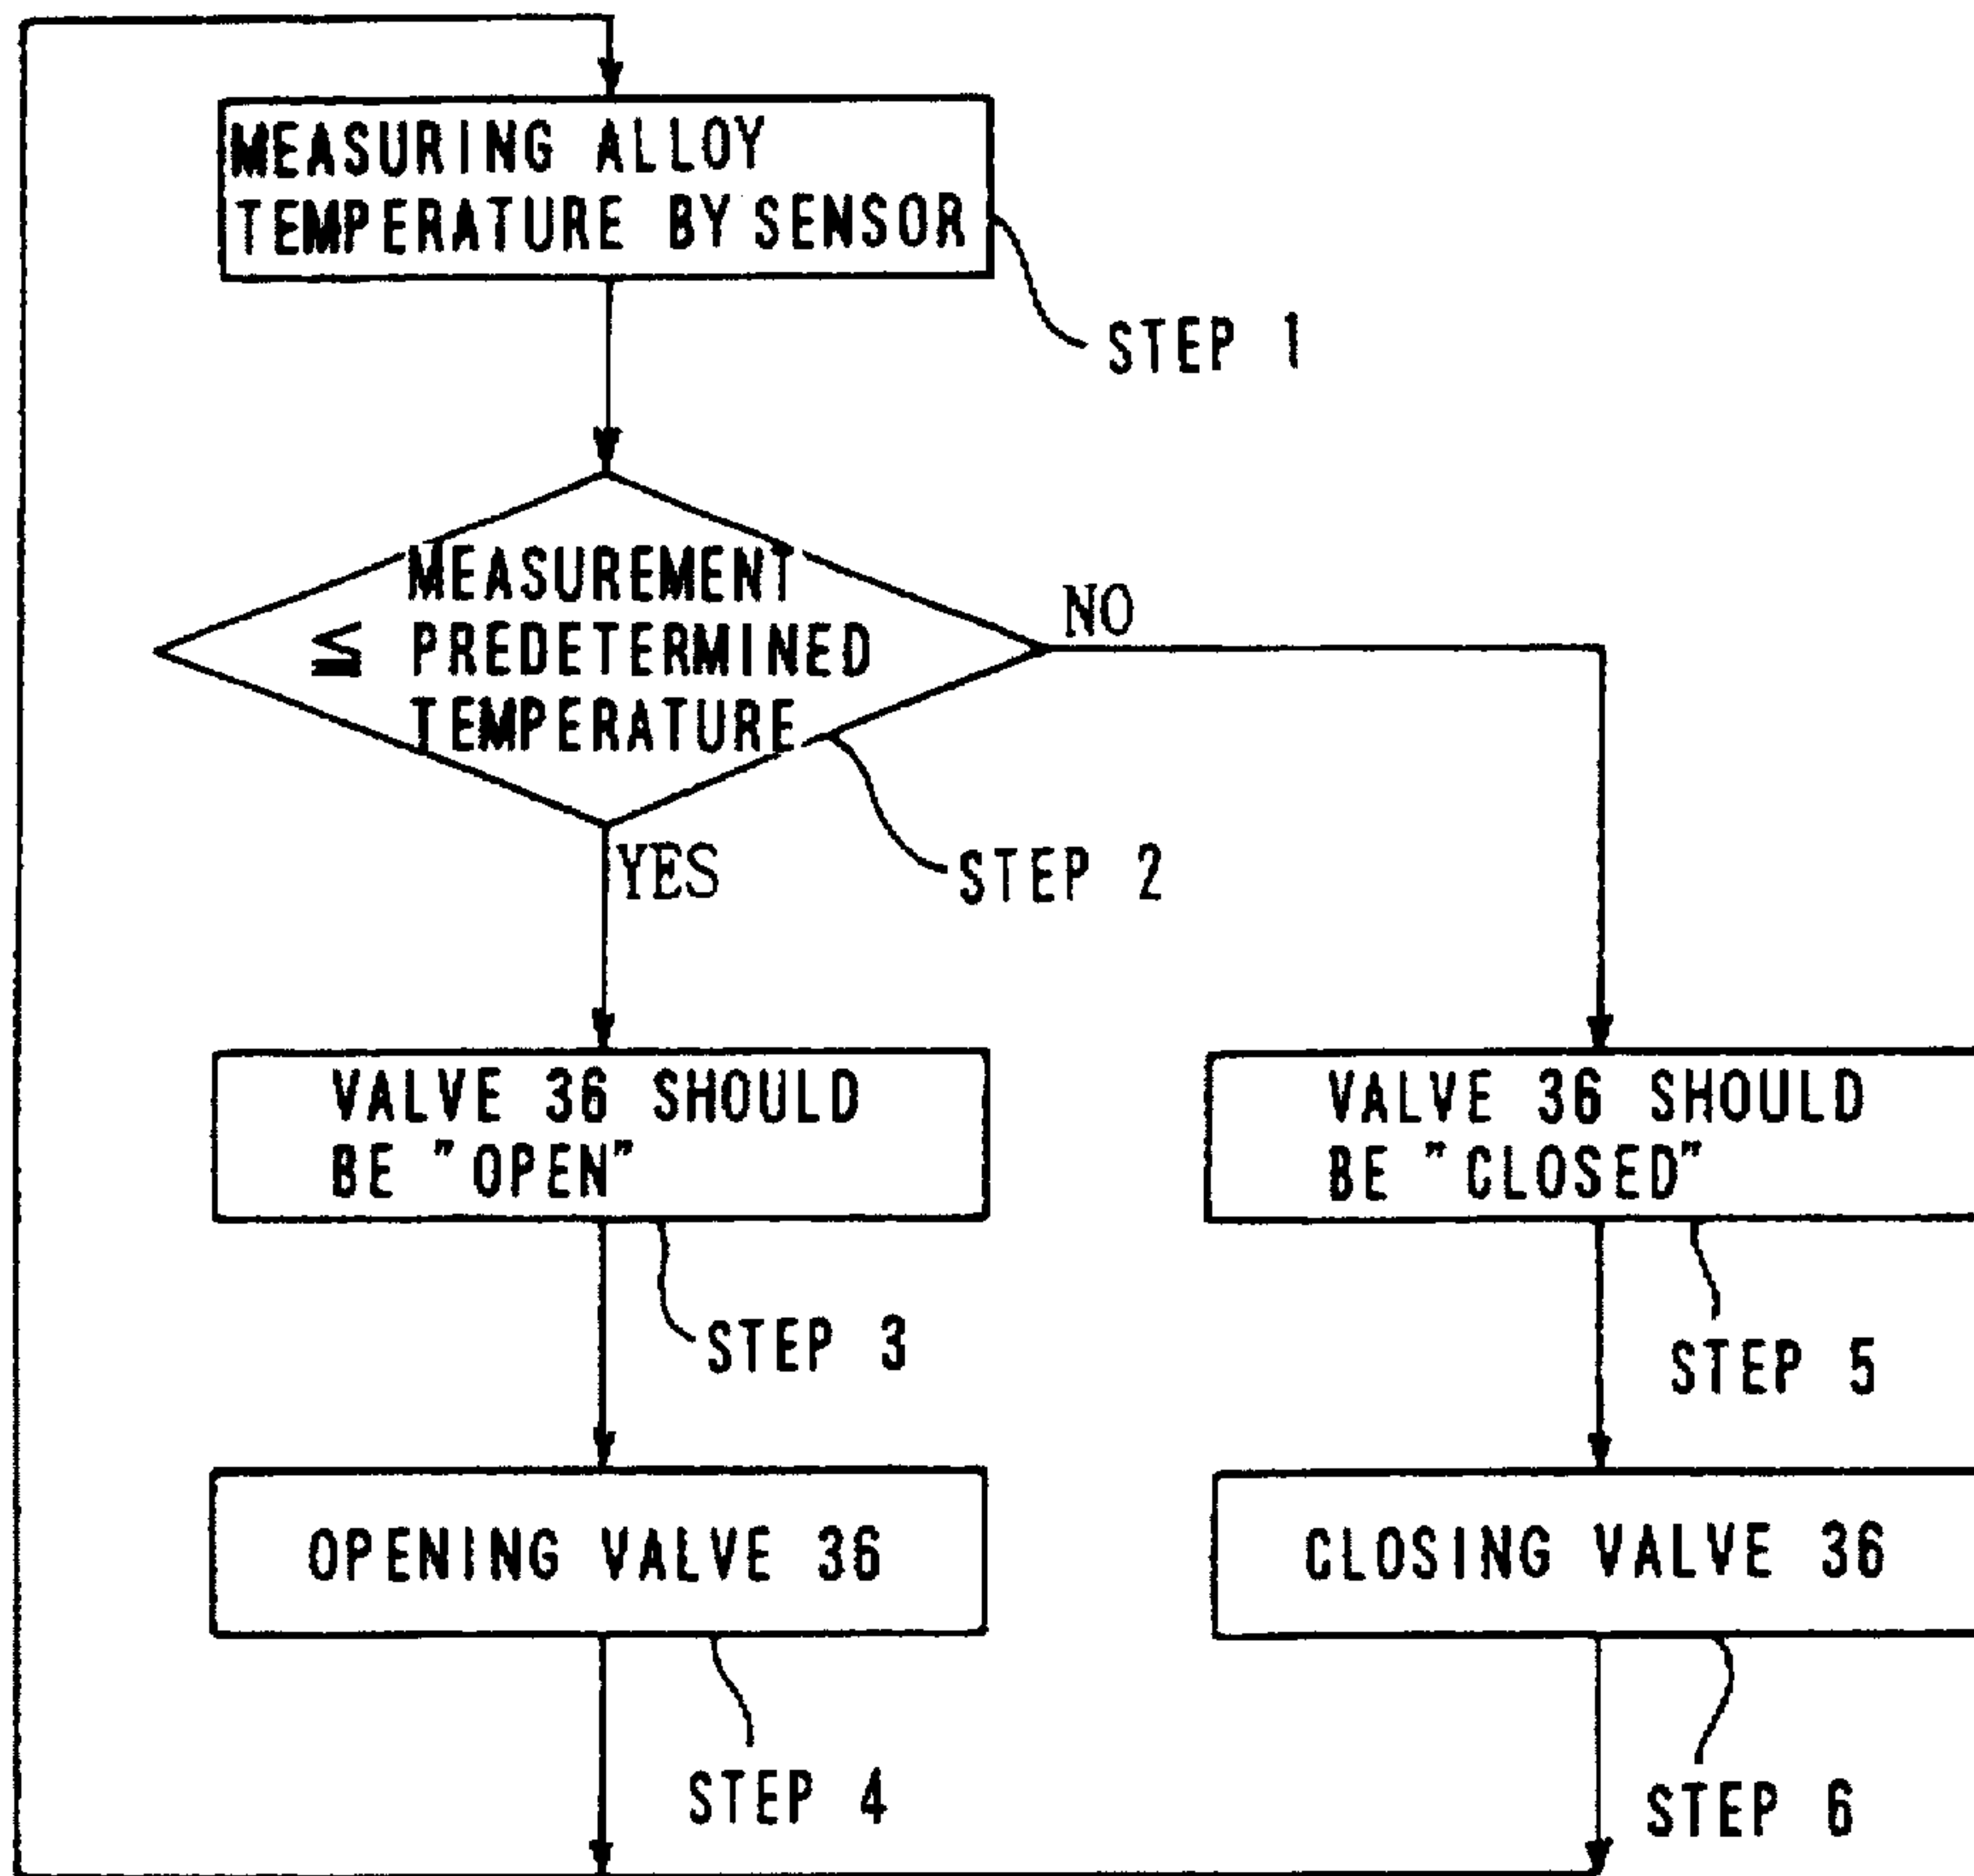 MEASURING ALLOY
TEMPERATURE BY SENSOR
STEP 1
MEASUREMENT
≦ PREDETERMINED
TEMPERATURE
NO
YES
STEP 2
VALVE 36 SHOULD
BE "OPEN"
VALVE 36 SHOULD
BE "CLOSED"
STEP 3
STEP 5
OPENING VALVE 36
CLOSING VALVE 36
STEP 4
STEP 6